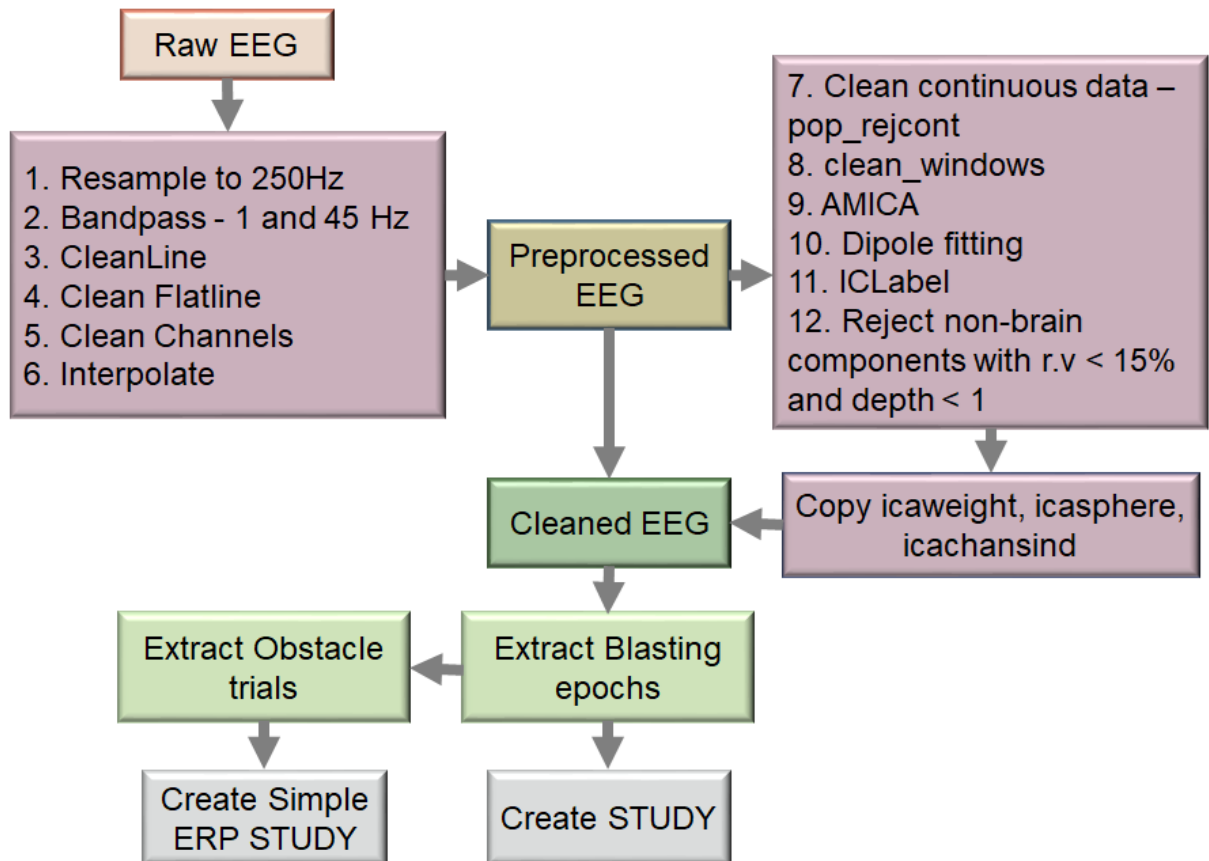 Raw EEG
1. Resample to 250Hz
2. Bandpass - 1 and 45 Hz
3. CleanLine
4. Clean Flatline
5. Clean Channels
6. Interpolate
Preprocessed
EEG
7. Clean continuous data –
pop_rejcont
8. clean_windows
9. AMICA
10. Dipole fitting
11. ICLabel
12. Reject non-brain
components with r.v < 15%
and depth < 1
Copy icaweight, icasphere,
icachansind
Cleaned EEG
Extract Blasting
epochs
Extract Obstacle
trials
Create Simple
ERP STUDY
Create STUDY